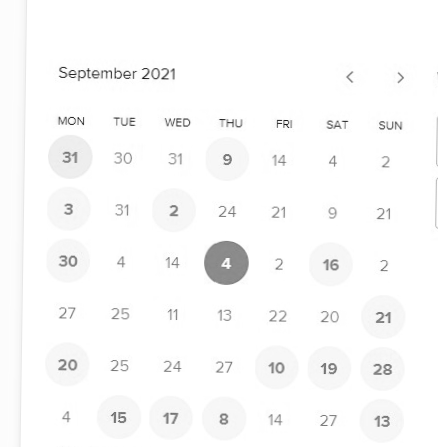 September 2021 < >
MON TUE WED THU FRI SAT SUN
31 30 31 9 14 4 2
3 31 2 24 21 9 21
30 4 14 4 2 16 2
27 25 11 13 22 20 21
20 25 24 27 10 19 28
4 15 17 8 14 27 13